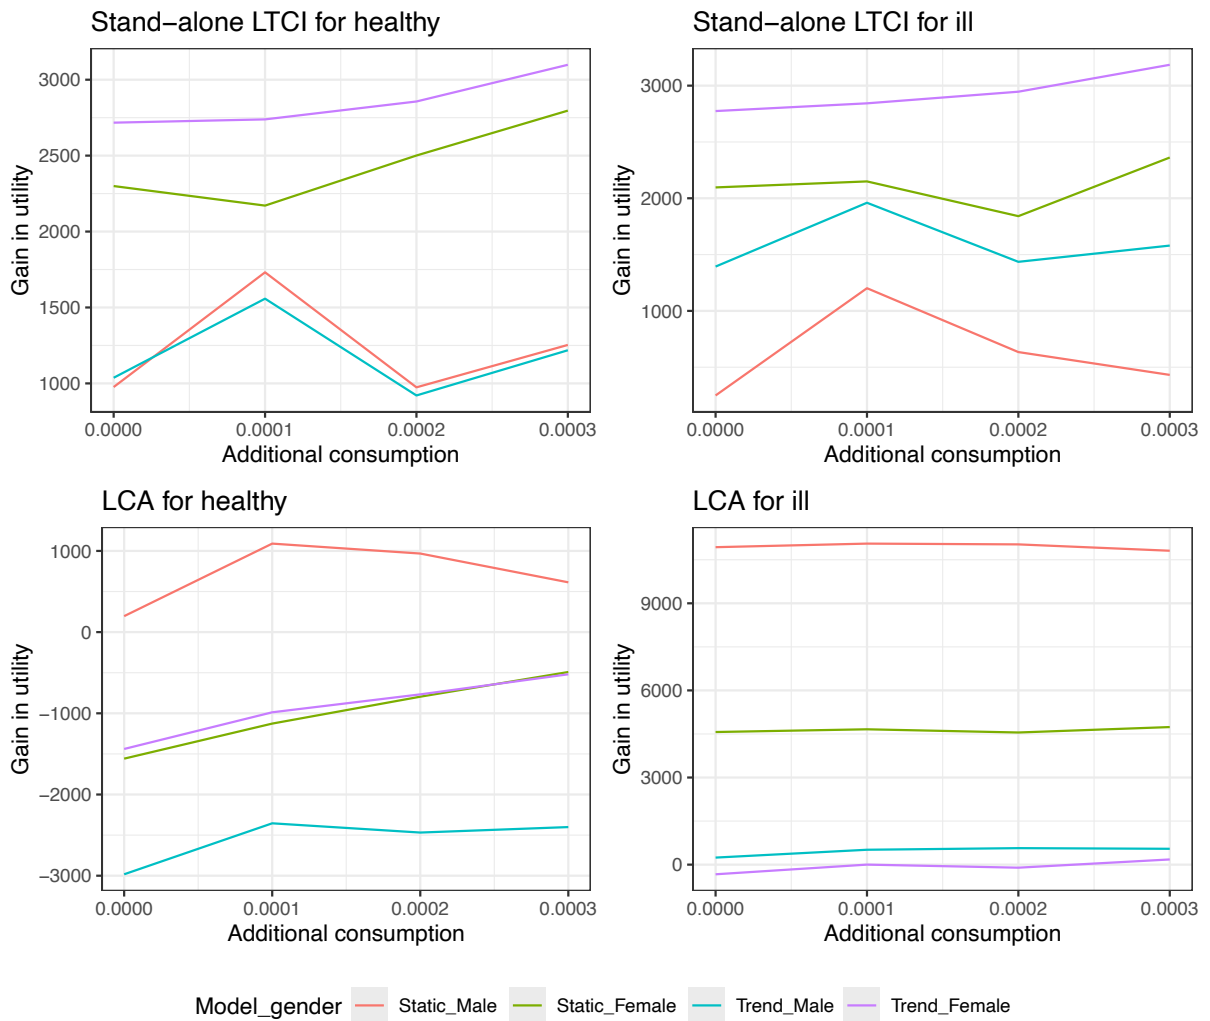 Stand−alone LTCI for healthy
Stand−alone LTCI for ill
Gain in utility
3000
2500
2000
1500
1000
0.0000 0.0001 0.0002 0.0003
Additional consumption
Gain in utility
3000
2000
1000
0.0000 0.0001 0.0002 0.0003
Additional consumption
LCA for healthy
LCA for ill
Gain in utility
1000
0
−1000
−2000
−3000
0.0000 0.0001 0.0002 0.0003
Additional consumption
Gain in utility
9000
6000
3000
0
0.0000 0.0001 0.0002 0.0003
Additional consumption
Model_gender Static_Male Static_Female Trend_Male Trend_Female